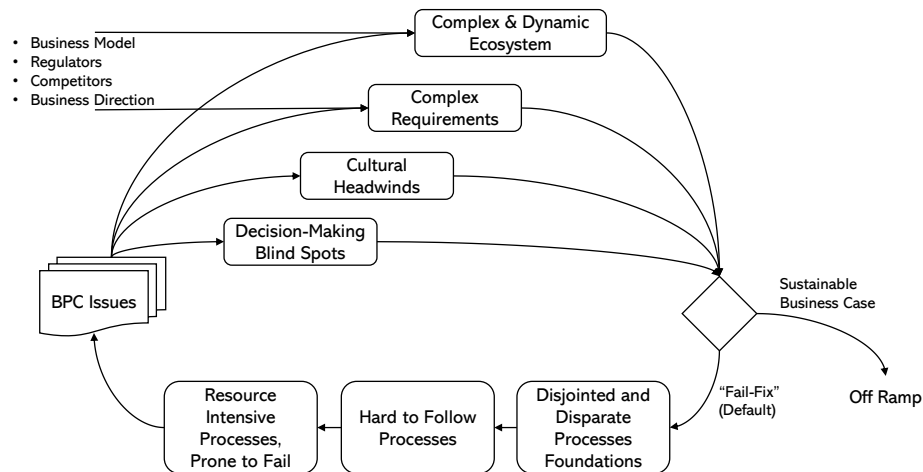 Complex & Dynamic
Ecosystem
• Business Model
• Regulators
• Competitors
• Business Direction
Complex
Requirements
Cultural
Headwinds
Decision-Making
Blind Spots
BPC Issues
Sustainable
Business Case
Off Ramp
“Fail-Fix”
(Default)
Disjointed and
Disparate
Processes
Foundations
Hard to Follow
Processes
Resource
Intensive
Processes,
Prone to Fail